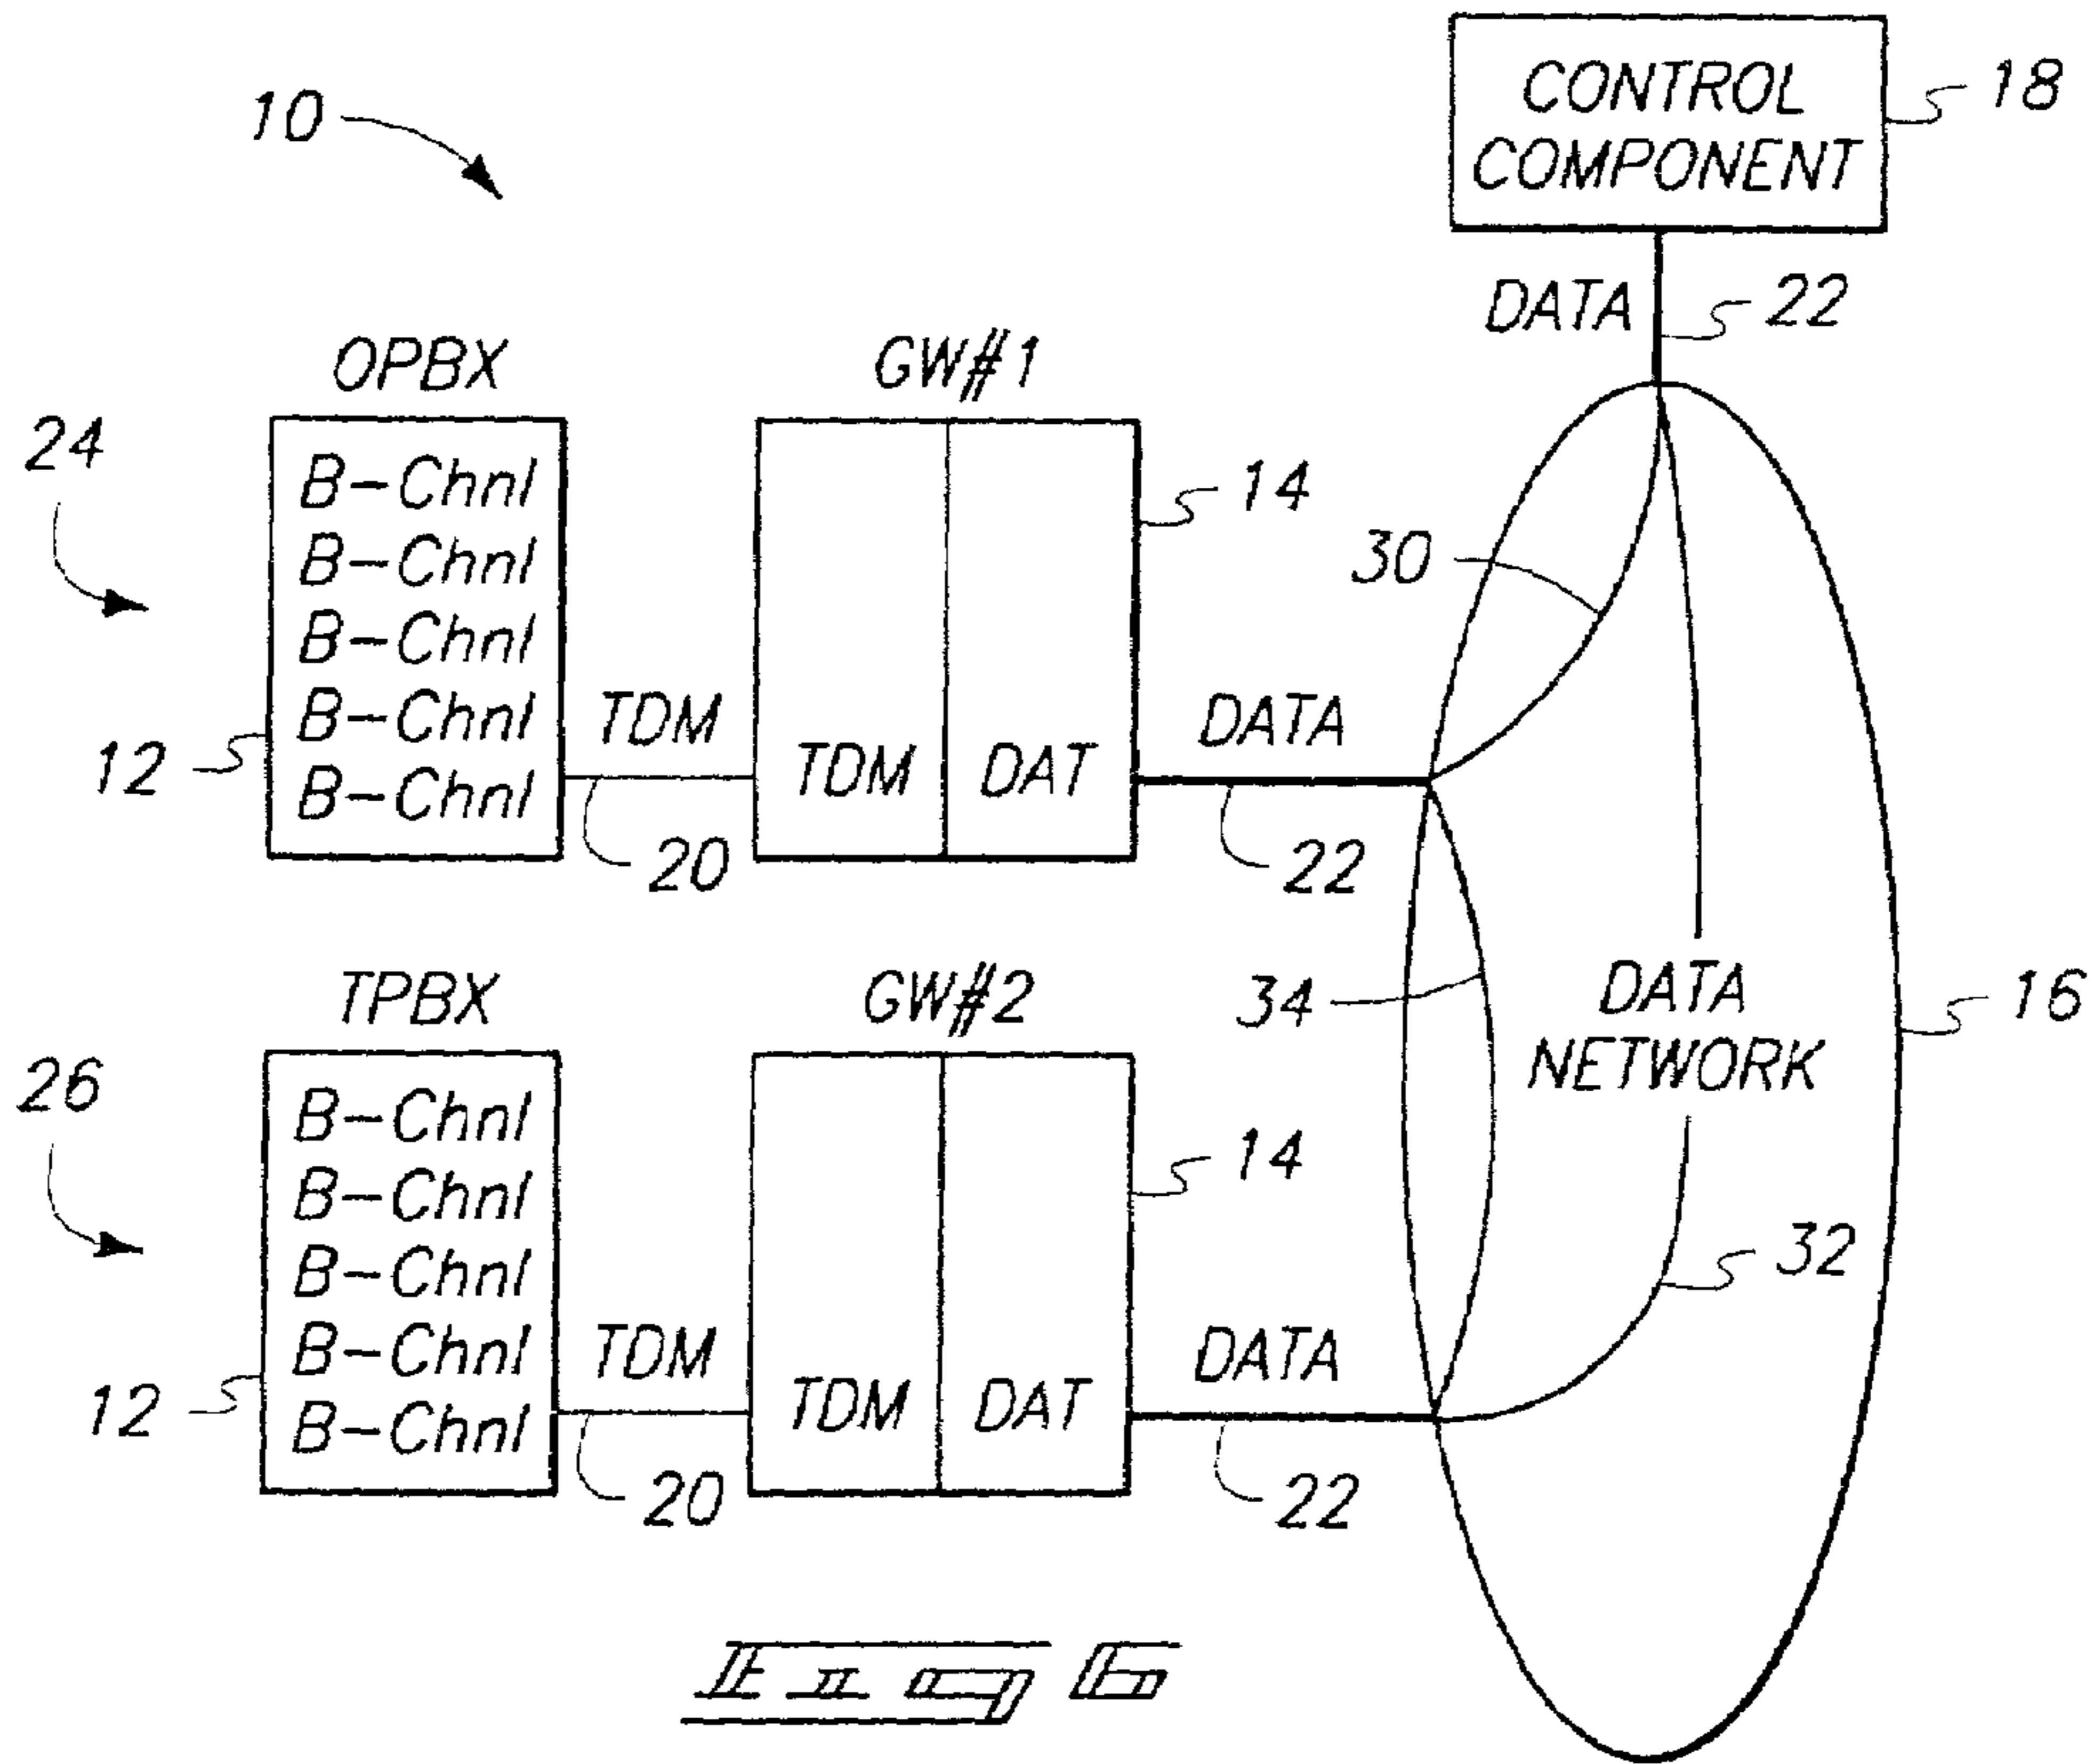 10
CONTROL
COMPONENT
18
DATA
22
OPBX
GW#1
24
B-Chnl
B-Chnl
B-Chnl
B-Chnl
B-Chnl
12
TDM
20
TDM
DAT
14
DATA
22
30
TPBX
GW#2
34
DATA
NETWORK
16
26
B-Chnl
B-Chnl
B-Chnl
B-Chnl
B-Chnl
12
TDM
20
TDM
DAT
14
DATA
22
32
Fig 6